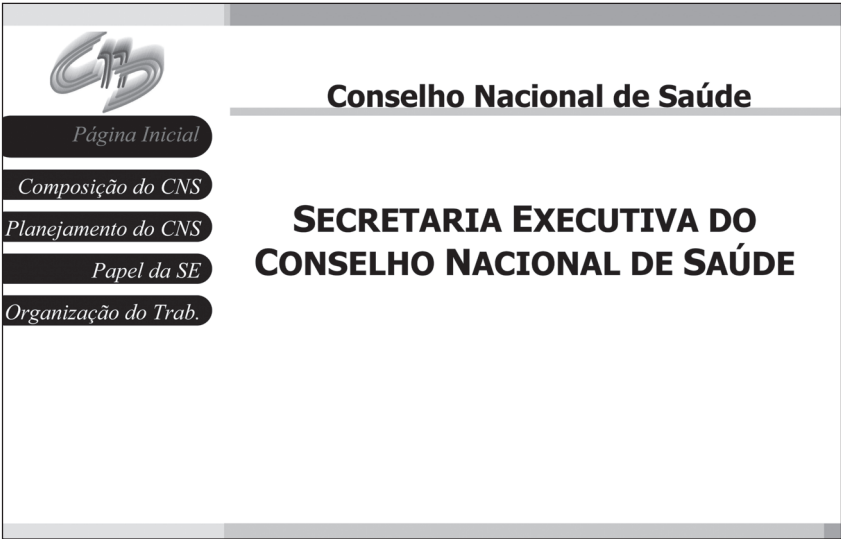 Conselho Nacional de Saúde
Página Inicial
Composição do CNS
Planejamento do CNS
Papel da SE
Organização do Trab.
SECRETARIA EXECUTIVA DO
CONSELHO NACIONAL DE SAÚDE